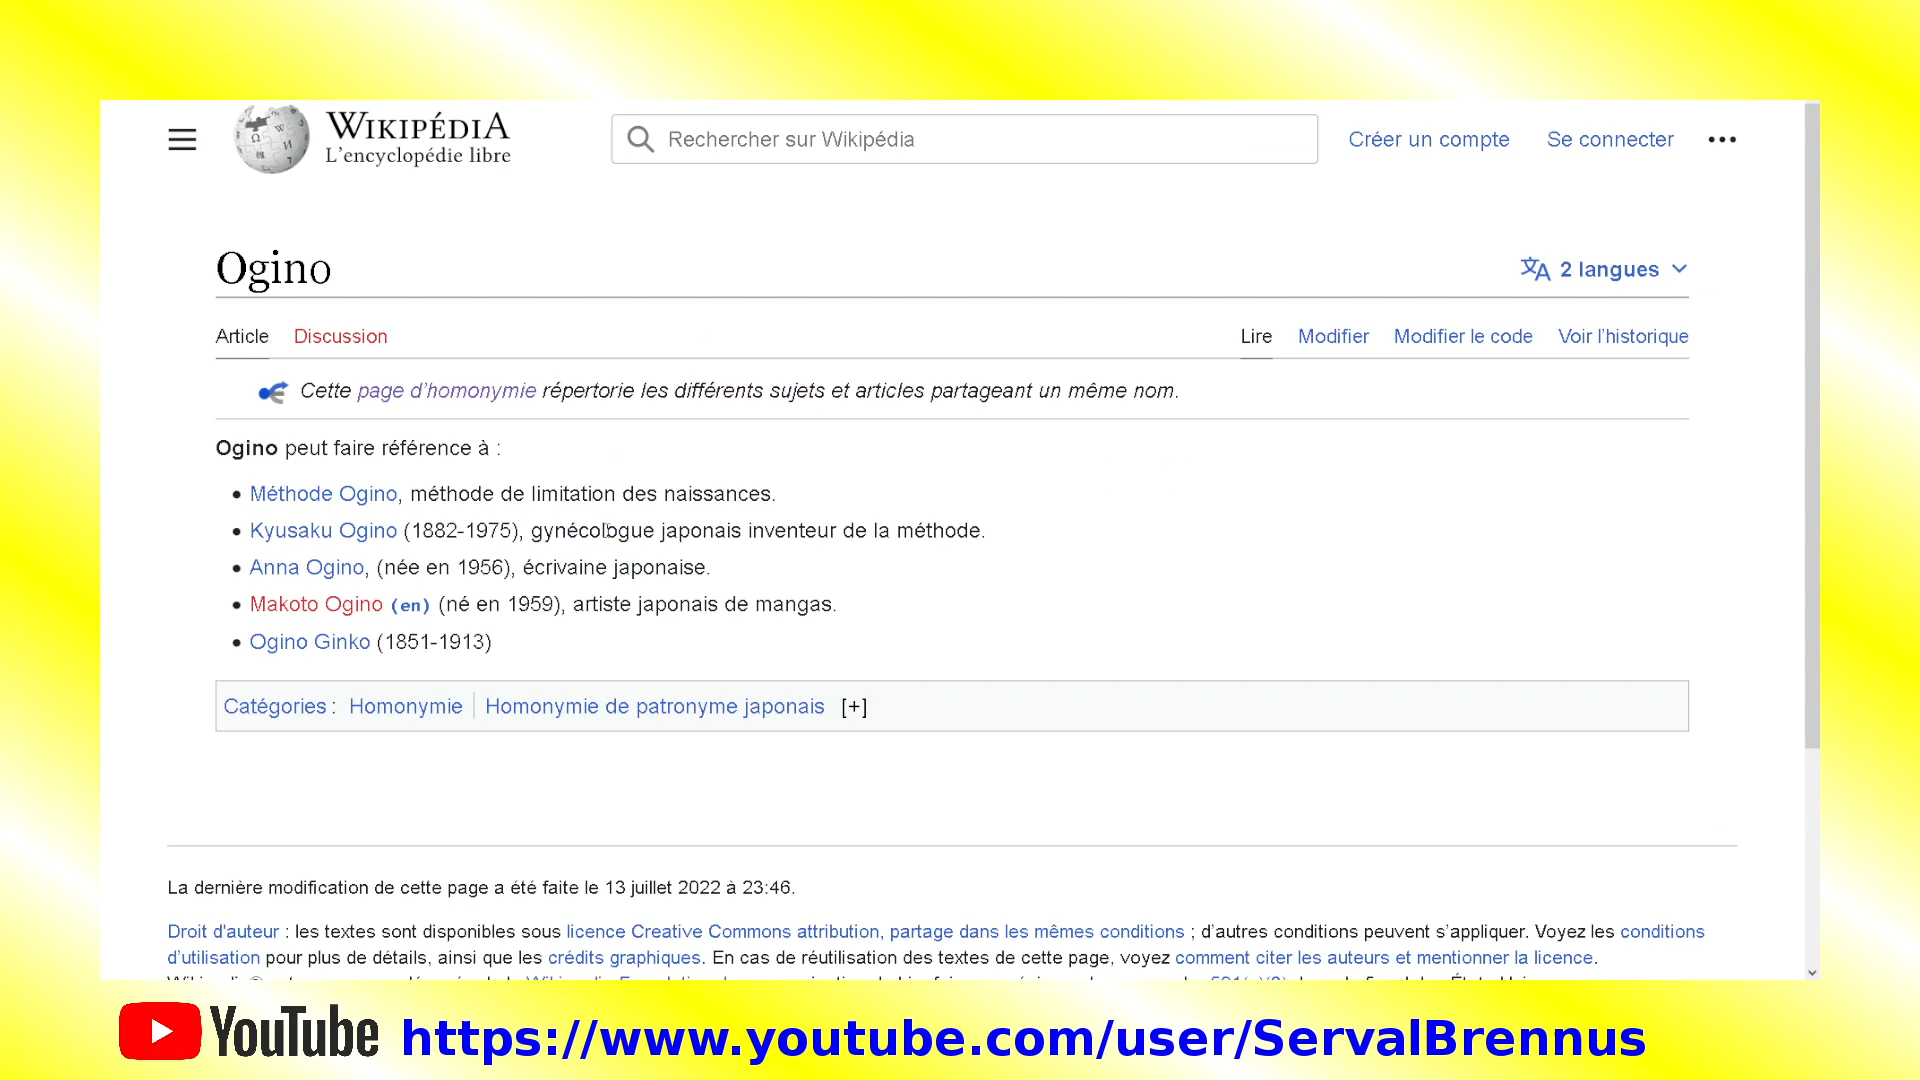 WIKIPÉDIA
L'encyclopédie libre
Rechercher sur Wikipédia
Créer un compte Se connecter
Ogino
2 langues
Article Discussion
Lire Modifier Modifier le code Voir l'historique
Cette page d'homonymie répertorie les différents sujets et articles partageant un même nom.
Ogino peut faire référence à :
Méthode Ogino, méthode de limitation des naissances.
Kyusaku Ogino (1882-1975), gynécologue japonais inventeur de la méthode.
Anna Ogino, (née en 1956), écrivaine japonaise.
Makoto Ogino (en) (né en 1959), artiste japonais de mangas.
Ogino Ginko (1851-1913)
Catégories : Homonymie Homonymie de patronyme japonais [+]
La dernière modification de cette page a été faite le 13 juillet 2022 à 23:46.
Droit d'auteur : les textes sont disponibles sous licence Creative Commons attribution, partage dans les mêmes conditions ; d'autres conditions peuvent s'appliquer. Voyez les conditions
d'utilisation pour plus de détails, ainsi que les crédits graphiques. En cas de réutilisation des textes de cette page, voyez comment citer les auteurs et mentionner la licence.
YouTube https://www.youtube.com/user/ServalBrennus